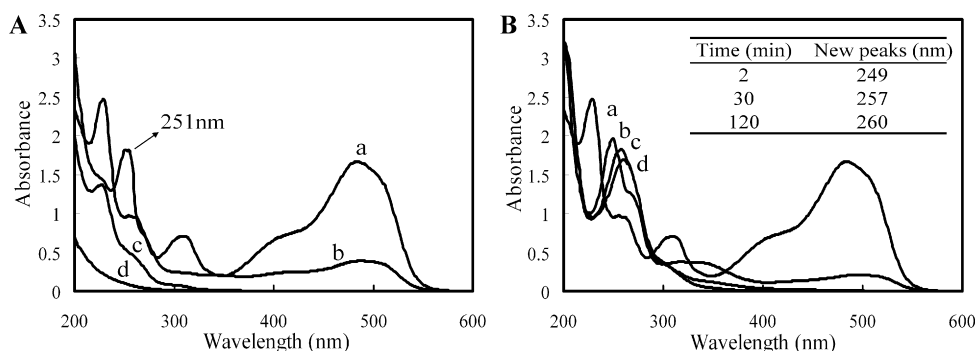 A
3.5
3
2.5
2
1.5
1
0.5
0
Absorbance
251nm
a
b
c
d
200 300 400 500 600
Wavelength (nm)
B
3.5
3
2.5
2
1.5
1
0.5
0
Absorbance
Time (min) New peaks (nm)
2 249
30 257
120 260
a
b
c
d
200 300 400 500 600
Wavelength (nm)